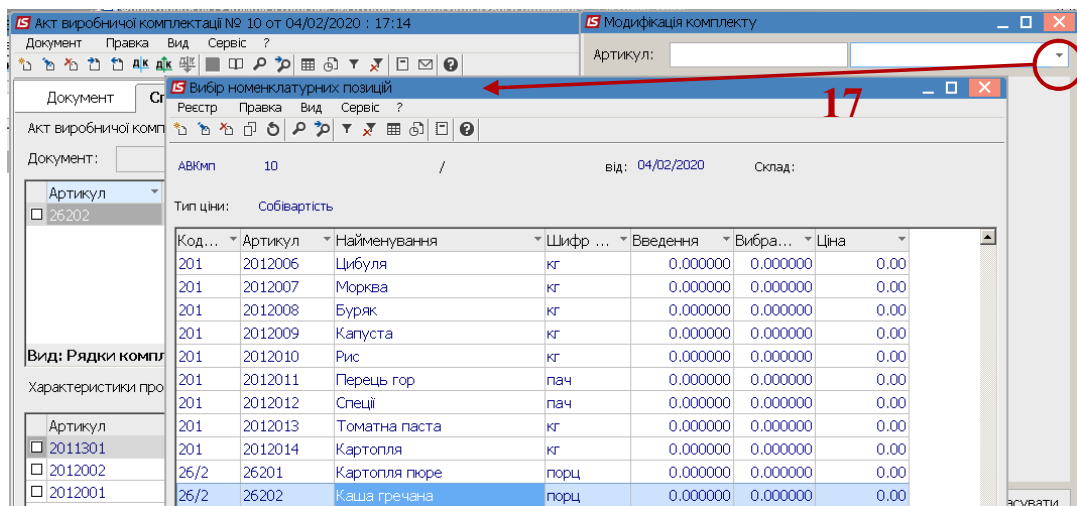 Акт виробничої комплектації № 10 от 04/02/2020 : 17:14
Документ Правка Вид Сервіс ?
Документ
Акт виробничої комп
Документ:
Артикул
26202
Вид: Рядки компл
Характеристики про
Артикул
2011301
2012002
2012001
Модифікація комплекту
Артикул:
17
Вибір номенклатурних позицій
Реєстр Правка Вид Сервіс ?
АВКмп 10 / від: 04/02/2020 Склад:
Тип ціни: Собівартість
Код... Артикул Найменування Шифр ... Введення Вибра... Ціна
201 2012006 Цибуля кг 0.000000 0.000000 0.00
201 2012007 Морква кг 0.000000 0.000000 0.00
201 2012008 Буряк кг 0.000000 0.000000 0.00
201 2012009 Капуста кг 0.000000 0.000000 0.00
201 2012010 Рис кг 0.000000 0.000000 0.00
201 2012011 Перець гор пач 0.000000 0.000000 0.00
201 2012012 Спеції пач 0.000000 0.000000 0.00
201 2012013 Томатна паста кг 0.000000 0.000000 0.00
201 2012014 Картопля кг 0.000000 0.000000 0.00
26/2 26201 Картопля пюре порц 0.000000 0.000000 0.00
26/2 26202 Каша гречана порц 0.000000 0.000000 0.00